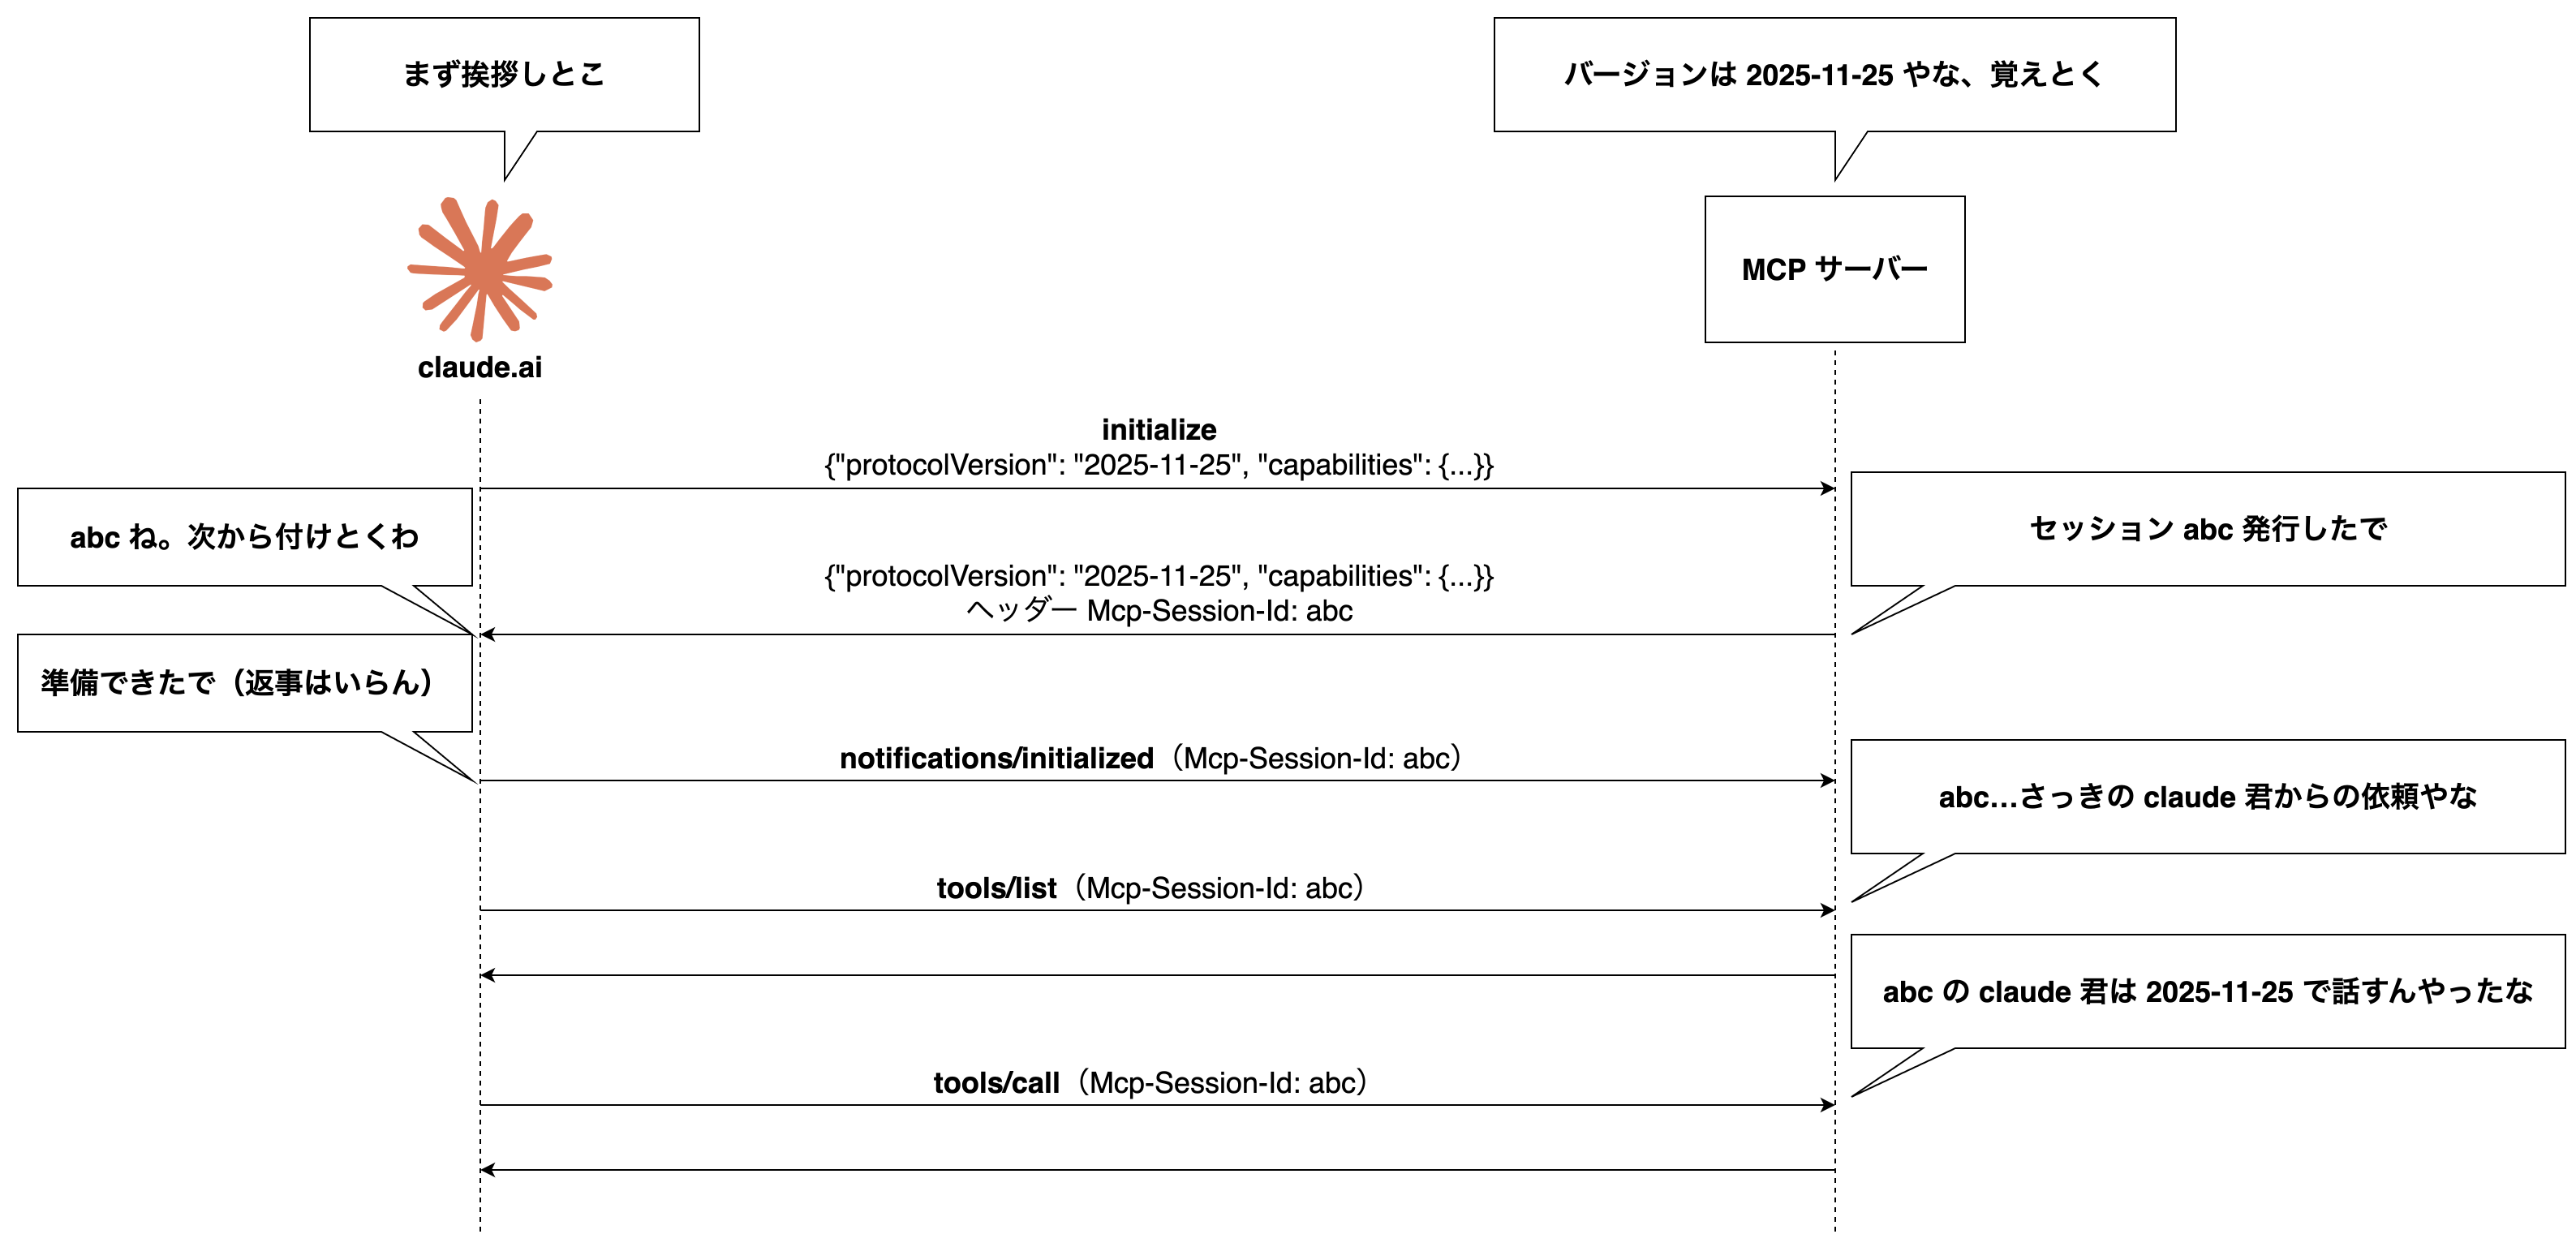 まず挨拶しとこ
バージョンは 2025-11-25 やな、覚えとく
MCP サーバー
claude.ai
initialize
{"protocolVersion": "2025-11-25", "capabilities": {...}}
abc ね。次から付けとくわ
セッション abc 発行したで
{"protocolVersion": "2025-11-25", "capabilities": {...}}
ヘッダー Mcp-Session-Id: abc
準備できたで（返事はいらん）
notifications/initialized（Mcp-Session-Id: abc）
abc…さっきの claude 君からの依頼やな
tools/list（Mcp-Session-Id: abc）
abc の claude 君は 2025-11-25 で話すんやったな
tools/call（Mcp-Session-Id: abc）